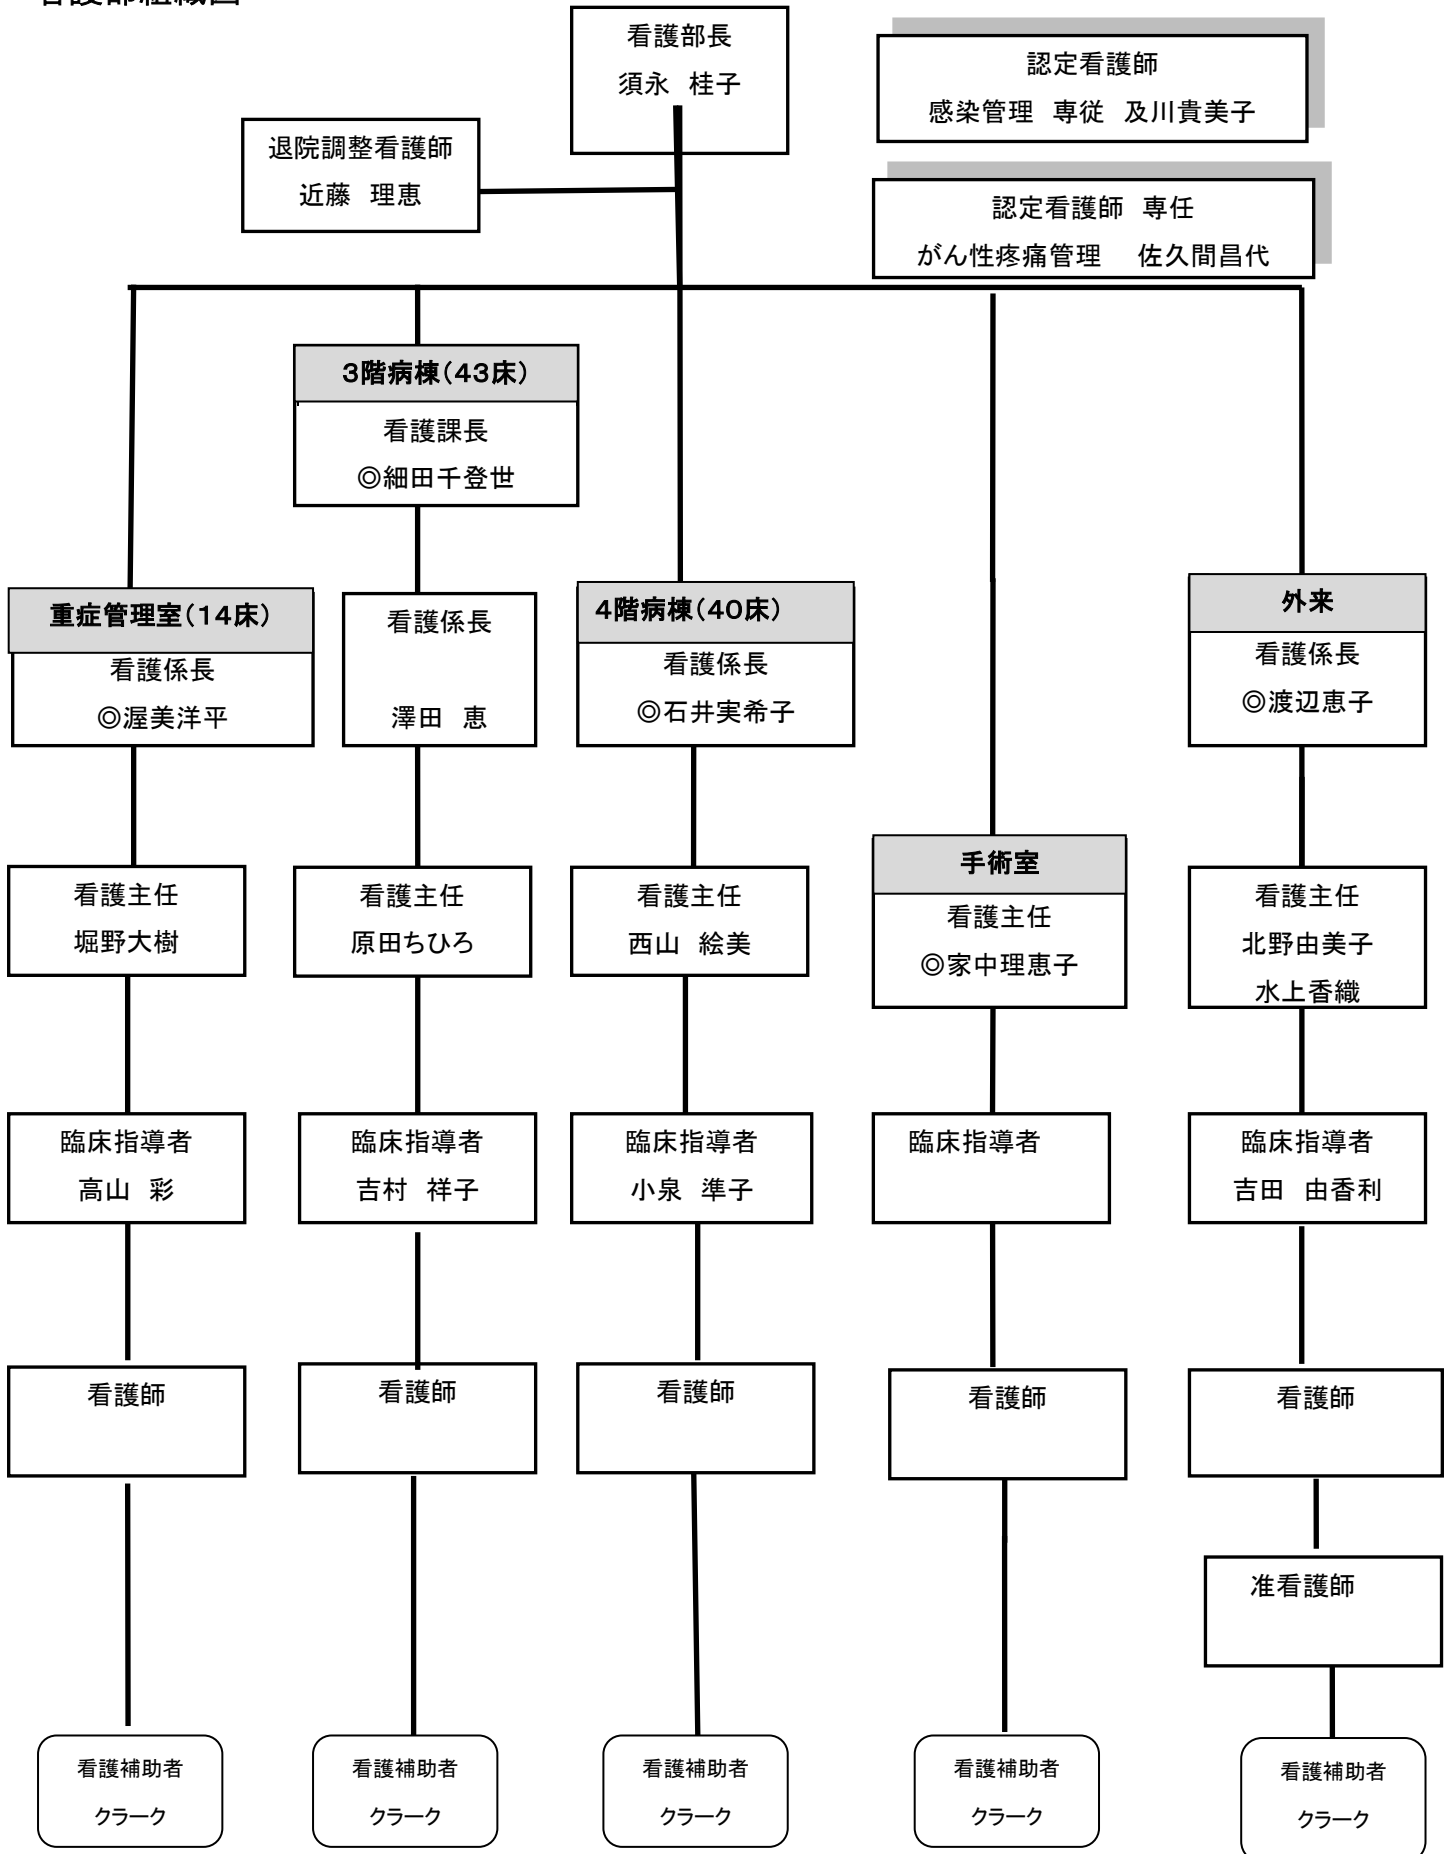 看護部組織図
看護部長
須永 桂子
認定看護師
感染管理 専従 及川貴美子
退院調整看護師
近藤 理恵
認定看護師 専任
がん性疼痛管理 佐久間昌代
3階病棟(43床)
看護課長
◎細田千登世
重症管理室(14床)
看護係長
◎渥美洋平
看護係長
澤田 恵
4階病棟(40床)
看護係長
◎石井実希子
外来
看護係長
◎渡辺恵子
看護主任
堀野大樹
看護主任
原田ちひろ
看護主任
西山 絵美
手術室
看護主任
◎家中理恵子
看護主任
北野由美子
水上香織
臨床指導者
高山 彩
臨床指導者
吉村 祥子
臨床指導者
小泉 準子
臨床指導者
臨床指導者
吉田 由香利
看護師
看護師
看護師
看護師
看護師
准看護師
看護補助者
クラーク
看護補助者
クラーク
看護補助者
クラーク
看護補助者
クラーク
看護補助者
クラーク